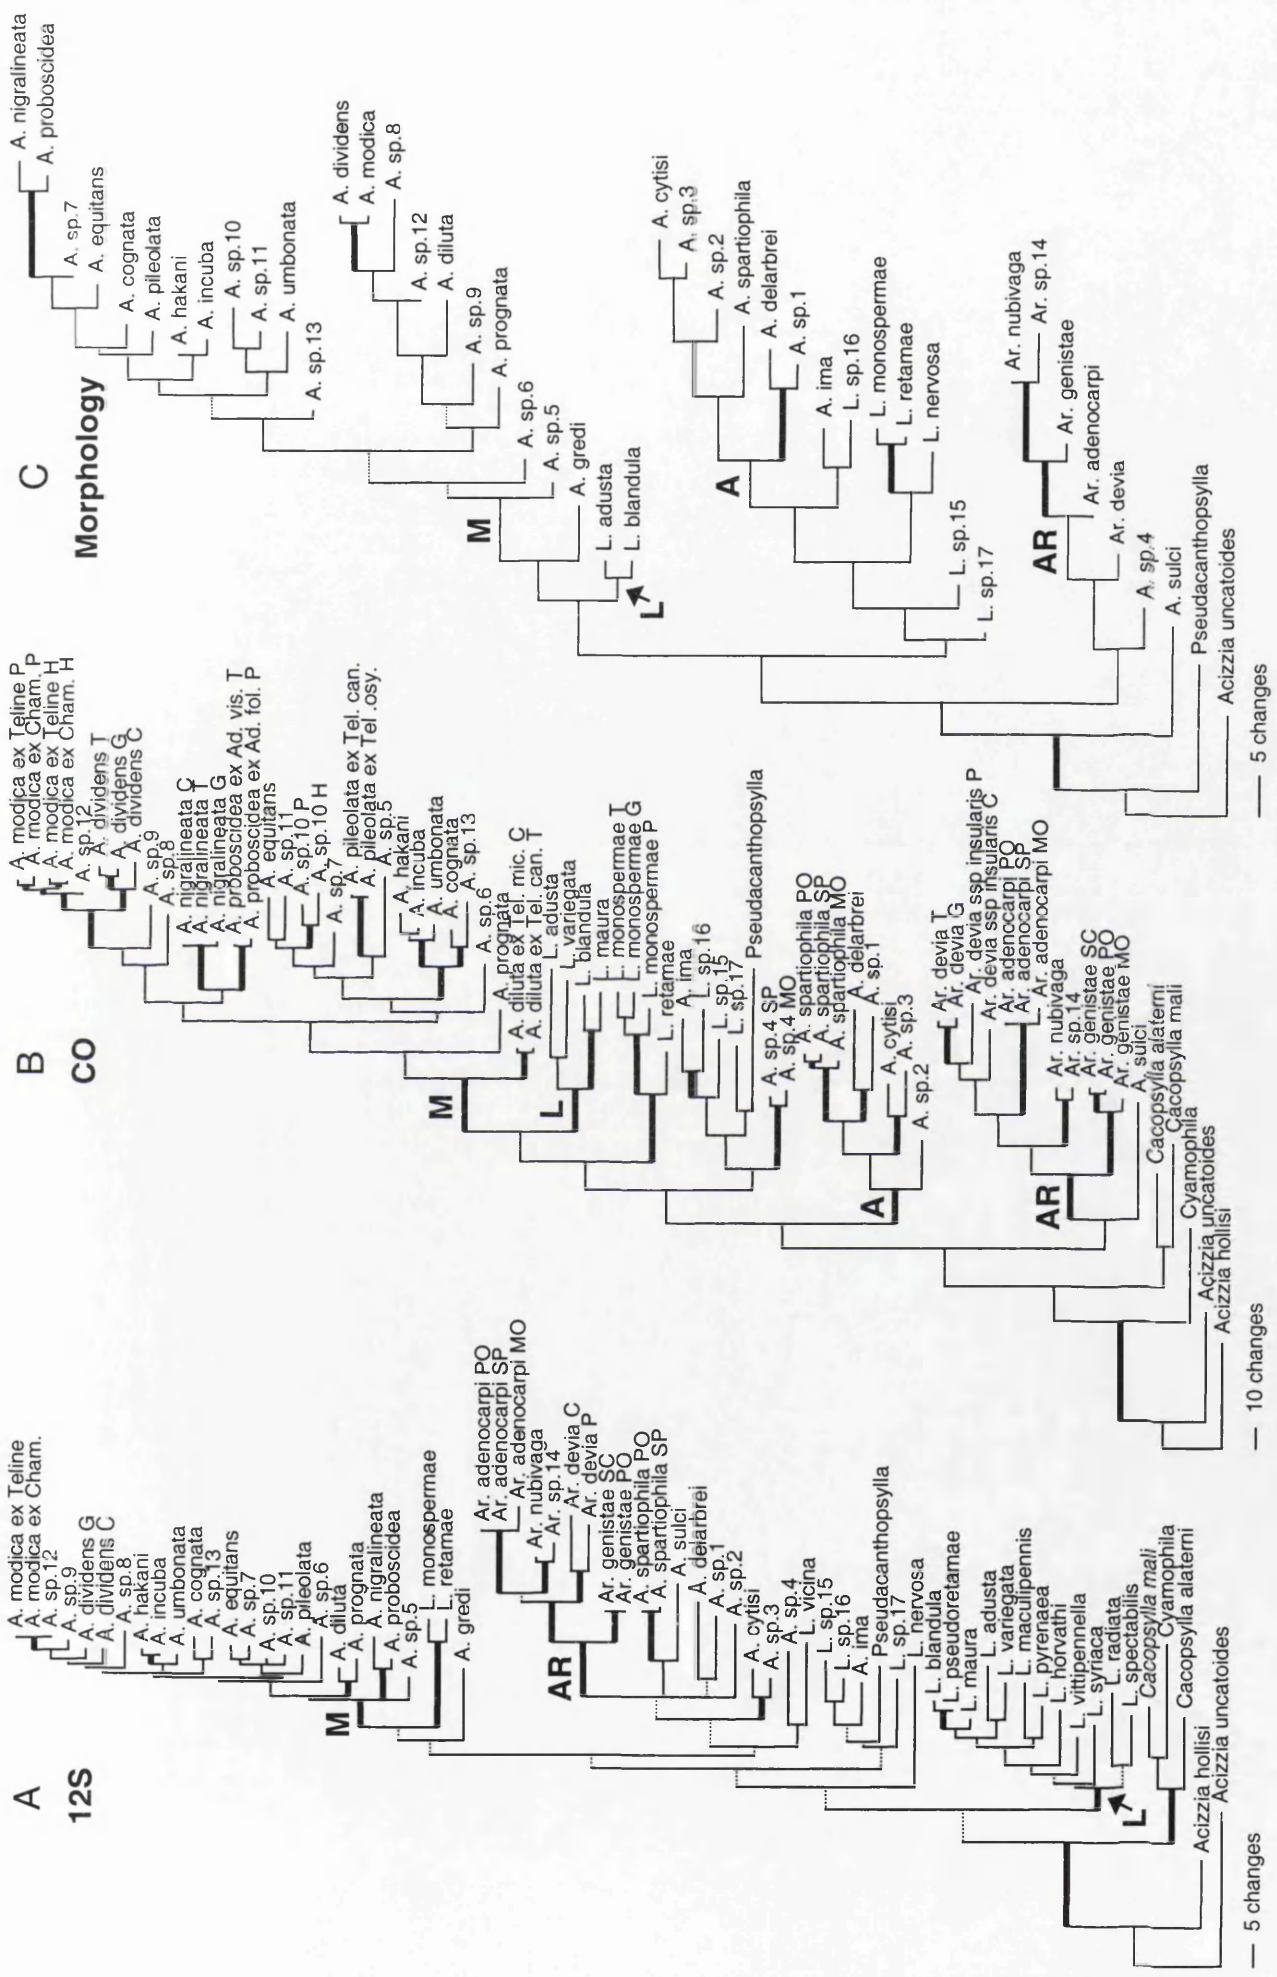 A
12S
A. modica ex Teline
A. modica ex Cham.
A. sp.12
A. sp.9
A. dividens G
A. dividens C
A. sp.8
A. hakani
A. incuba
A. umbonata
A. cognata
A. sp.13
A. equitans
A. sp.7
A. sp.10
A. sp.11
A. pileolata
A. sp.6
A. diluta
A. prognata
A. nigralineata
A. proboscidea
A. sp.5
L. monospermae
L. retamae
A. gredi
Ar. adenocarpi PO
Ar. adenocarpi SP
Ar. adenocarpi MO
Ar. nubivaga
Ar. sp.14
Ar. devia C
Ar. devia P
Ar. genistae SC
Ar. genistae PO
A. spartiophila PO
A. spartiophila SP
A. sulci
A. delarbrei
A. sp.1
A. sp.2
A. cytisi
A. sp.3
A. sp.4
L. vicina
L. sp.15
L. sp.16
A. ima
Pseudacanthopsylla
L. sp.17
L. nervosa
L. blandula
L. pseudoretamae
L. maura
L. adusta
L. variegata
L. maculipennis
L. pyrenaea
L. horvathi
L. vittipennella
L. syriaca
L. radiata
L. spectabilis
Cacopsylla mali
Cyamophila
Cacopsylla alaterni
Acizzia hollisi
Acizzia uncatoides
M
AR
L
5 changes
B
CO
A. modica ex Teline P
A. modica ex Cham. P
A. modica ex Teline H
A. modica ex Cham. H
A. sp.12
A. dividens T
A. dividens G
A. dividens C
A. sp.9
A. sp.8
A. nigralineata C
A. nigralineata T
A. nigralineata G
A. proboscidea ex Ad. vis. T
A. proboscidea ex Ad. fol. P
A. equitans
A. sp.11
A. sp.10 P
A. sp.10 H
A. sp.7
A. pileolata ex Tel. can.
A. pileolata ex Tel .osy.
A. sp.5
A. hakani
A. incuba
A. umbonata
A. cognata
A. sp.13
A. sp.6
A. prognata
A. diluta ex Tel. mic. C
A. diluta ex Tel. can. T
L. adusta
L. variegata
L. blandula
L. maura
L. monospermae T
L. monospermae G
L. monospermae P
L. retamae
A. ima
L. sp.16
L. sp.15
L. sp.17
Pseudacanthopsylla
A. sp.4 SP
A. sp.4 MO
A. spartiophila PO
A. spartiophila SP
A. spartiophila MO
A. delarbrei
A. sp.1
A. cytisi
A. sp.3
A. sp.2
Ar. devia T
Ar. devia G
Ar. devia ssp insularis P
Ar. devia ssp insularis C
Ar. adenocarpi PO
Ar. adenocarpi SP
Ar. adenocarpi MO
Ar. nubivaga
Ar. sp.14
Ar. genistae SC
Ar. genistae PO
Ar. genistae MO
A. sulci
Cacopsylla alaterni
Cacopsylla mali
Cyamophila
Acizzia uncatoides
Acizzia hollisi
M
L
A
AR
10 changes
C
Morphology
A. nigralineata
A. proboscidea
A. sp.7
A. equitans
A. cognata
A. pileolata
A. hakani
A. incuba
A. sp.10
A. sp.11
A. umbonata
A. sp.13
A. dividens
A. modica
A. sp.8
A. sp.12
A. diluta
A. sp.9
A. prognata
A. sp.6
A. sp.5
A. gredi
L. adusta
L. blandula
A. cytisi
A. sp.3
A. sp.2
A. spartiophila
A. delarbrei
A. sp.1
A. ima
L. sp.16
L. monospermae
L. retamae
L. nervosa
L. sp.15
L. sp.17
Ar. nubivaga
Ar. sp.14
Ar. genistae
Ar. adenocarpi
Ar. devia
A. sp.4
A. sulci
Pseudacanthopsylla
Acizzia uncatoides
M
L
A
AR
5 changes